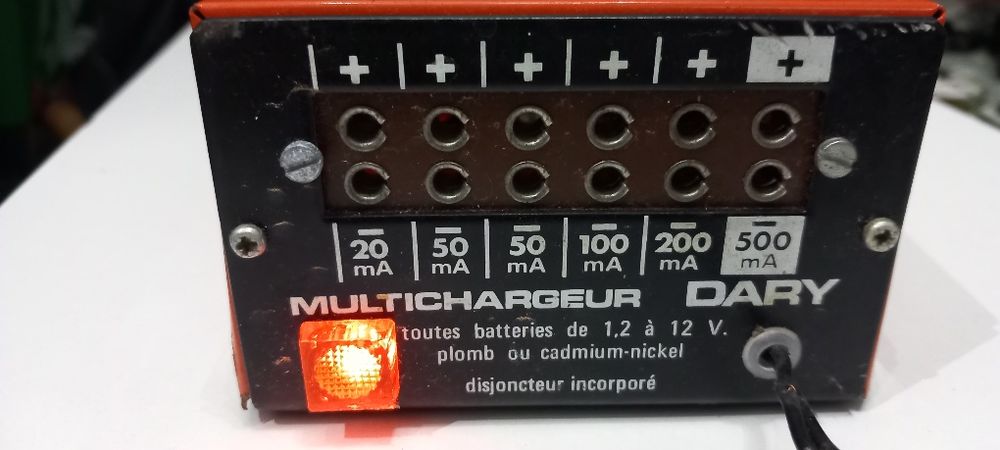 + + + + + +
- - - - - -
20 mA 50 mA 50 mA 100 mA 200 mA 500 mA
MULTICHARGEUR DARY
toutes batteries de 1,2 à 12 V.
plomb ou cadmium-nickel
disjoncteur incorporé